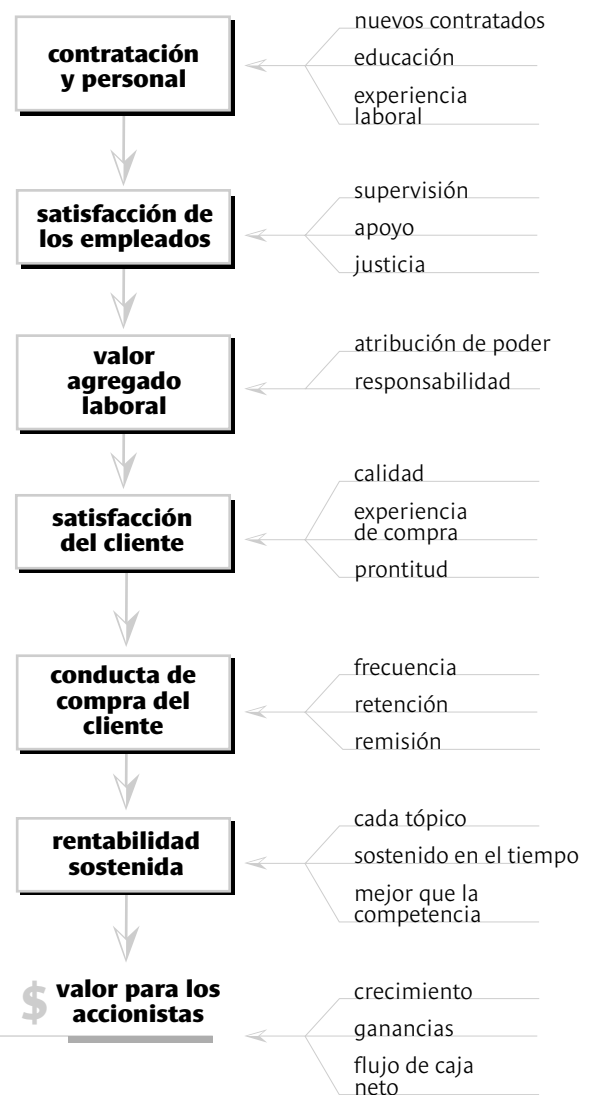 contratación
y personal
nuevos contratados
educación
experiencia
laboral
satisfacción de
los empleados
supervisión
apoyo
justicia
valor
agregado
laboral
atribución de poder
responsabilidad
satisfacción
del cliente
calidad
experiencia
de compra
prontitud
conducta de
compra del
cliente
frecuencia
retención
remisión
rentabilidad
sostenida
cada tópico
sostenido en el tiempo
mejor que la
competencia
$ valor para los
accionistas
crecimiento
ganancias
flujo de caja
neto